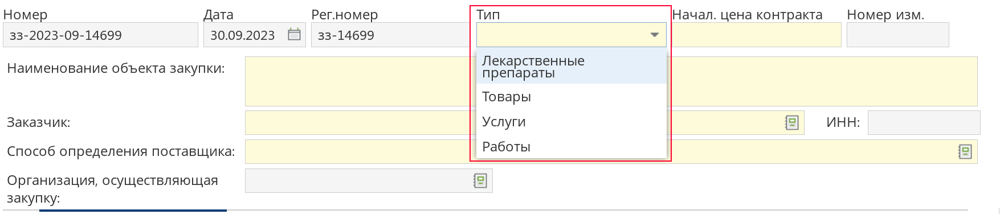 Номер Дата Рег.номер Тип Начал. цена контракта Номер изм.
зз-2023-09-14699 30.09.2023 зз-14699
Наименование объекта закупки:
Лекарственные
препараты
Товары
Заказчик: Услуги ИНН:
Способ определения поставщика: Работы
Организация, осуществляющая
закупку: